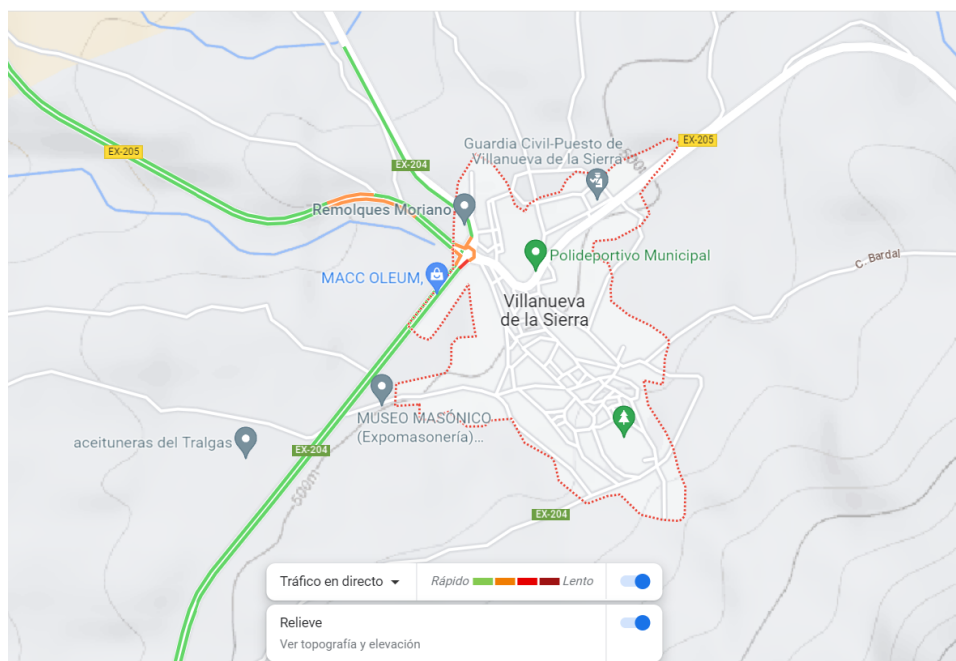 EX-205
EX-204
Guardia Civil-Puesto de
Villanueva de la Sierra
EX-205
500m
Remolques Moriano
Polideportivo Municipal
C. Bardal
MACC OLEUM,
Villanueva
de la Sierra
MUSEO MASÓNICO
(Expomasonería)...
aceituneras del Tralgas
EX-204
500m
EX-204
Tráfico en directo
Rápido
Lento
Relieve
Ver topografía y elevación